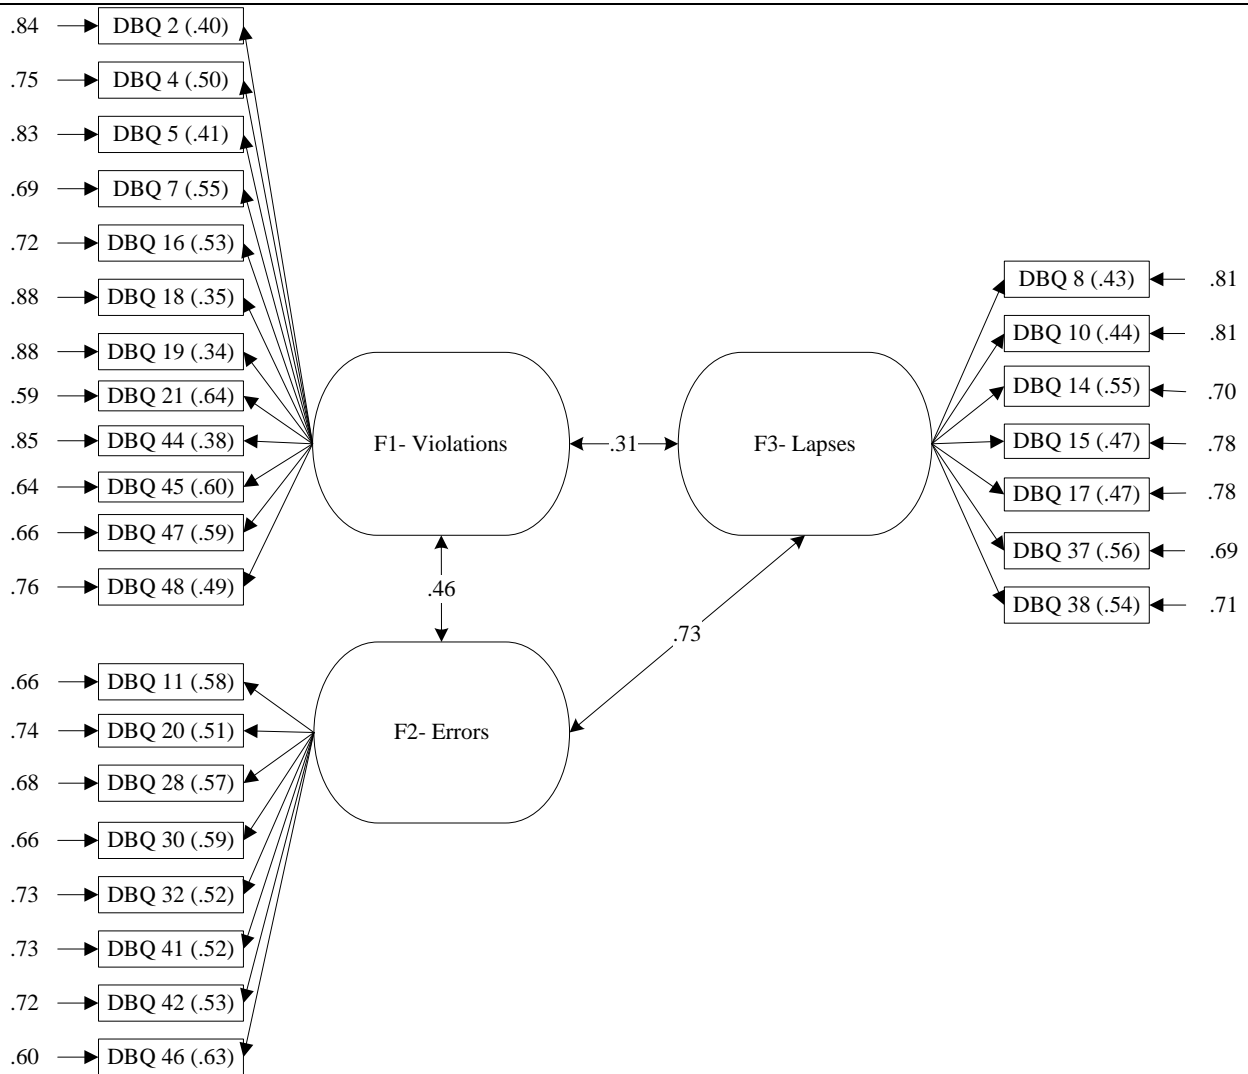 .84 DBQ 2 (.40)
.75 DBQ 4 (.50)
.83 DBQ 5 (.41)
.69 DBQ 7 (.55)
.72 DBQ 16 (.53)
.88 DBQ 18 (.35)
.88 DBQ 19 (.34)
.59 DBQ 21 (.64)
.85 DBQ 44 (.38)
.64 DBQ 45 (.60)
.66 DBQ 47 (.59)
.76 DBQ 48 (.49)
F1- Violations
.31
F3- Lapses
DBQ 8 (.43) .81
DBQ 10 (.44) .81
DBQ 14 (.55) .70
DBQ 15 (.47) .78
DBQ 17 (.47) .78
DBQ 37 (.56) .69
DBQ 38 (.54) .71
.46
.73
.66 DBQ 11 (.58)
.74 DBQ 20 (.51)
.68 DBQ 28 (.57)
.66 DBQ 30 (.59)
.73 DBQ 32 (.52)
.73 DBQ 41 (.52)
.72 DBQ 42 (.53)
.60 DBQ 46 (.63)
F2- Errors